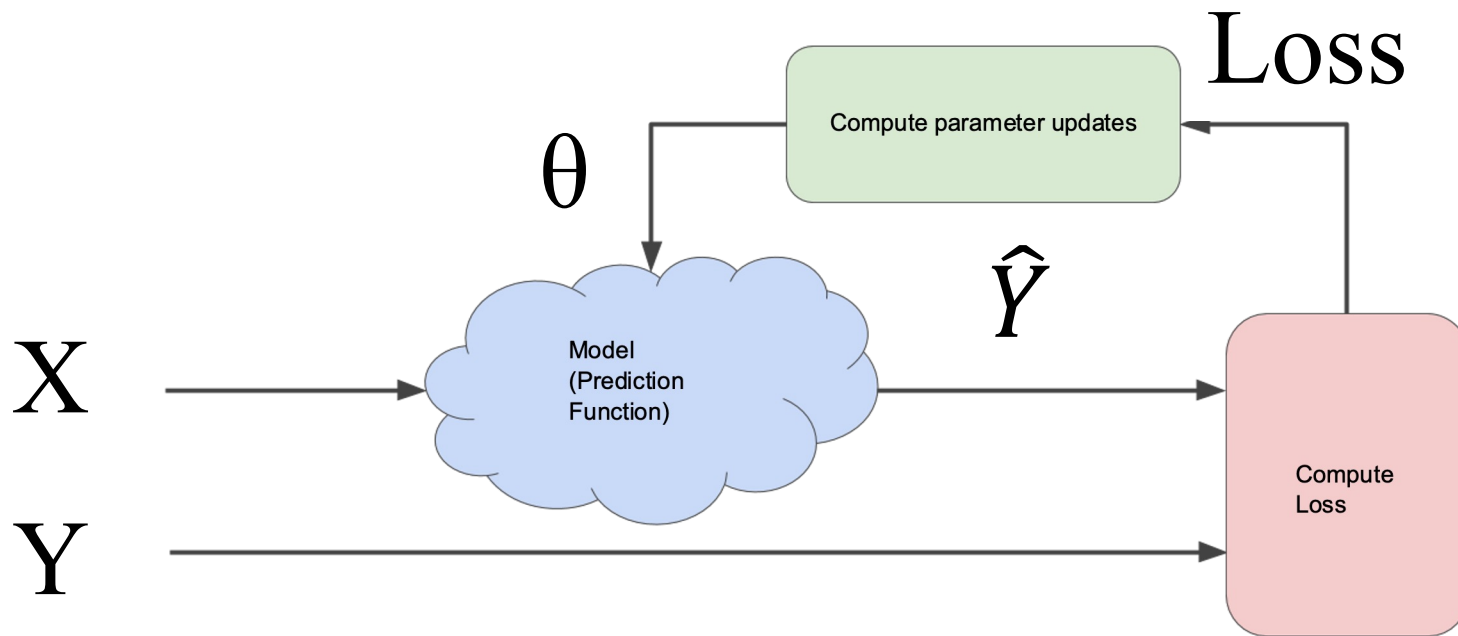 Loss
Compute parameter updates
θ
Ŷ
X
Model
(Prediction
Function)
Compute
Loss
Y